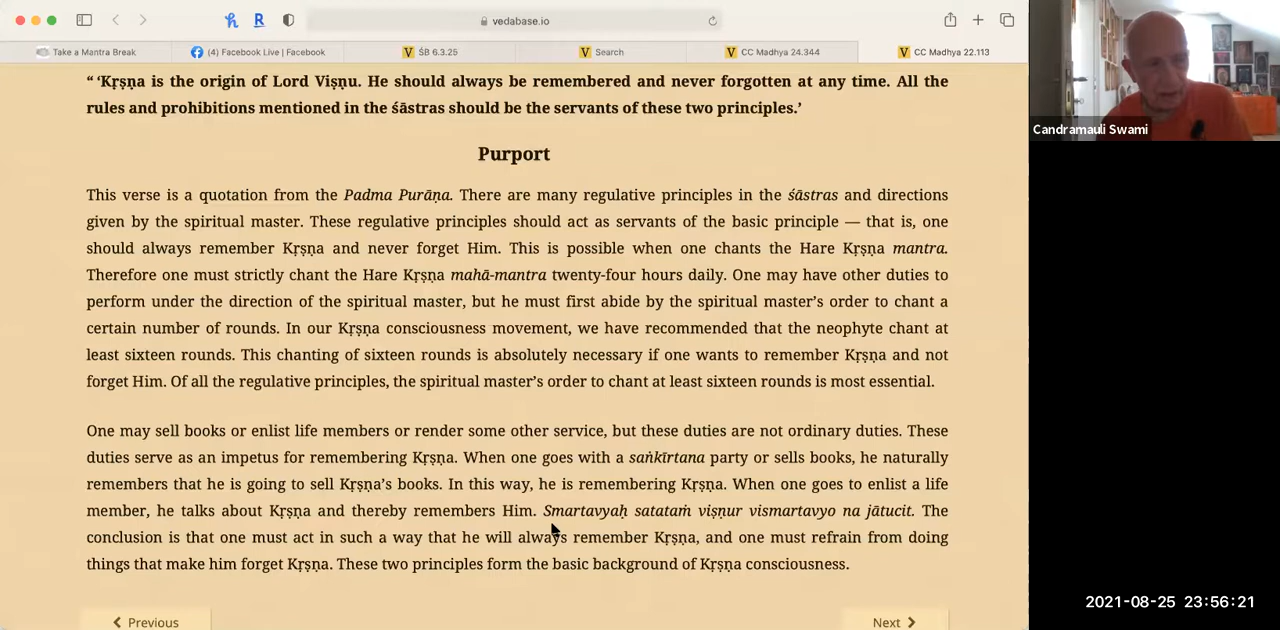 vedabase.io
Take a Mantra Break
(4) Facebook Live | Facebook
ŚB 6.3.25
Search
CC Madhya 24.344
CC Madhya 22.113
“ ‘Kṛṣṇa is the origin of Lord Viṣṇu. He should always be remembered and never forgotten at any time. All the
rules and prohibitions mentioned in the śāstras should be the servants of these two principles.’
Purport
This verse is a quotation from the Padma Purāṇa. There are many regulative principles in the śāstras and directions
given by the spiritual master. These regulative principles should act as servants of the basic principle — that is, one
should always remember Kṛṣṇa and never forget Him. This is possible when one chants the Hare Kṛṣṇa mantra.
Therefore one must strictly chant the Hare Kṛṣṇa mahā-mantra twenty-four hours daily. One may have other duties to
perform under the direction of the spiritual master, but he must first abide by the spiritual master’s order to chant a
certain number of rounds. In our Kṛṣṇa consciousness movement, we have recommended that the neophyte chant at
least sixteen rounds. This chanting of sixteen rounds is absolutely necessary if one wants to remember Kṛṣṇa and not
forget Him. Of all the regulative principles, the spiritual master’s order to chant at least sixteen rounds is most essential.
One may sell books or enlist life members or render some other service, but these duties are not ordinary duties. These
duties serve as an impetus for remembering Kṛṣṇa. When one goes with a saṅkīrtana party or sells books, he naturally
remembers that he is going to sell Kṛṣṇa’s books. In this way, he is remembering Kṛṣṇa. When one goes to enlist a life
member, he talks about Kṛṣṇa and thereby remembers Him. Smartavyaḥ satataṁ viṣṇur vismartavyo na jātucit. The
conclusion is that one must act in such a way that he will always remember Kṛṣṇa, and one must refrain from doing
things that make him forget Kṛṣṇa. These two principles form the basic background of Kṛṣṇa consciousness.
Previous
Next
Candramauli Swami
2021-08-25 23:56:21